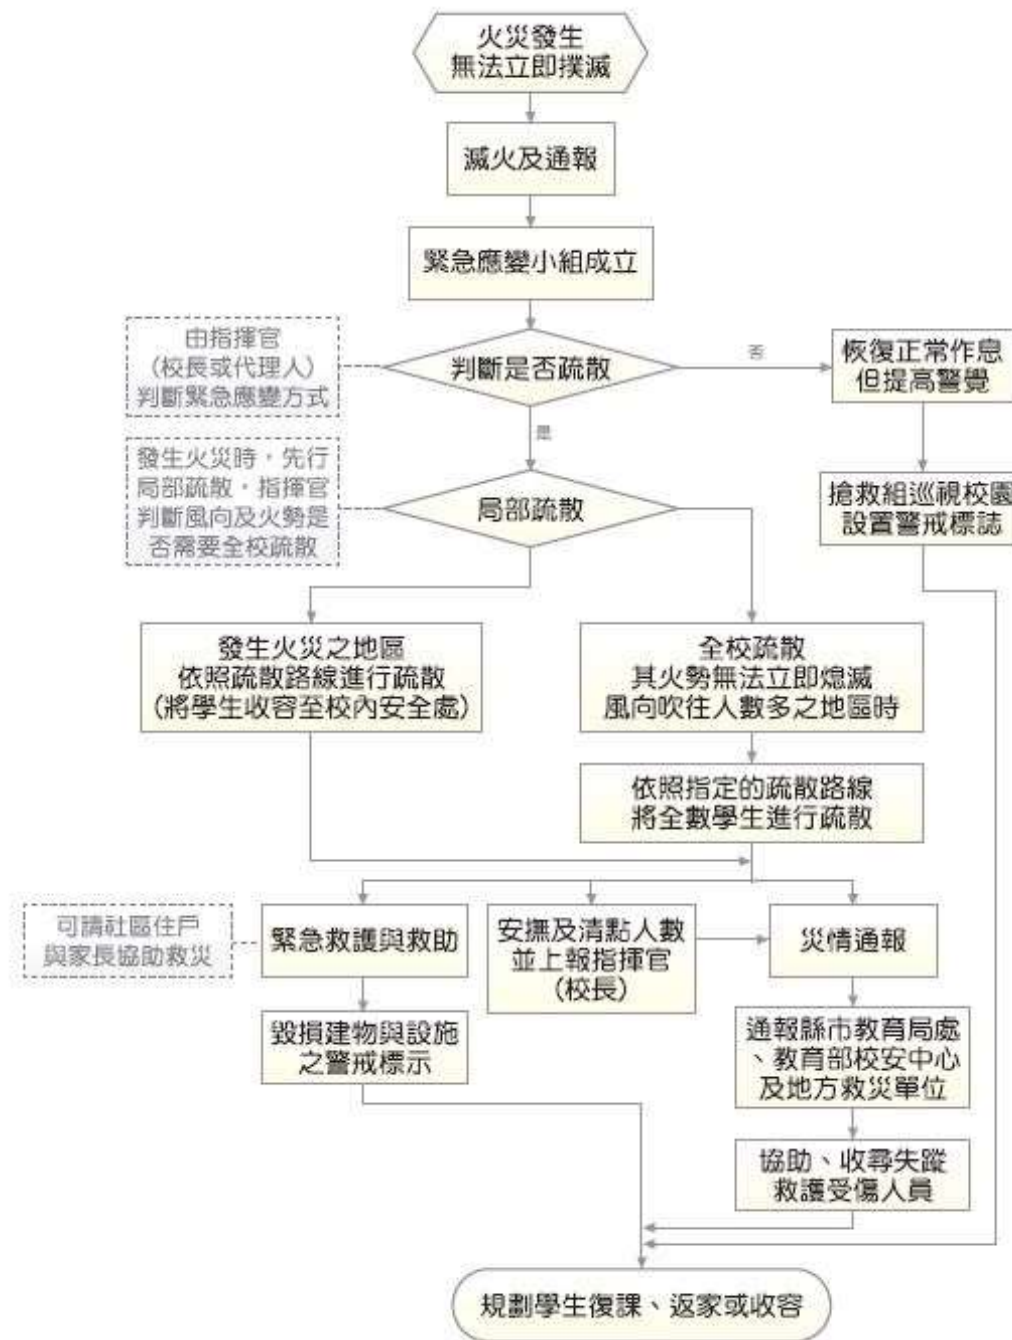 火災發生
無法立即撲滅
滅火及通報
緊急應變小組成立
由指揮官
(校長或代理人)
判斷緊急應變方式
判斷是否疏散
否
恢復正常作息
但提高警覺
是
發生火災時，先行
局部疏散，指揮官
判斷風向及火勢是
否需要全校疏散
局部疏散
搶救組巡視校園
設置警戒標誌
發生火災之地區
依照疏散路線進行疏散
(將學生收容至校內安全處)
全校疏散
其火勢無法立即熄滅
風向吹往人數多之地區時
依照指定的疏散路線
將全數學生進行疏散
可請社區住戶
與家長協助救災
緊急救護與救助
安撫及清點人數
並上報指揮官
(校長)
災情通報
毀損建物與設施
之警戒標示
通報縣市教育局處
、教育部校安中心
及地方救災單位
協助、收尋失蹤
救護受傷人員
規劃學生復課、返家或收容